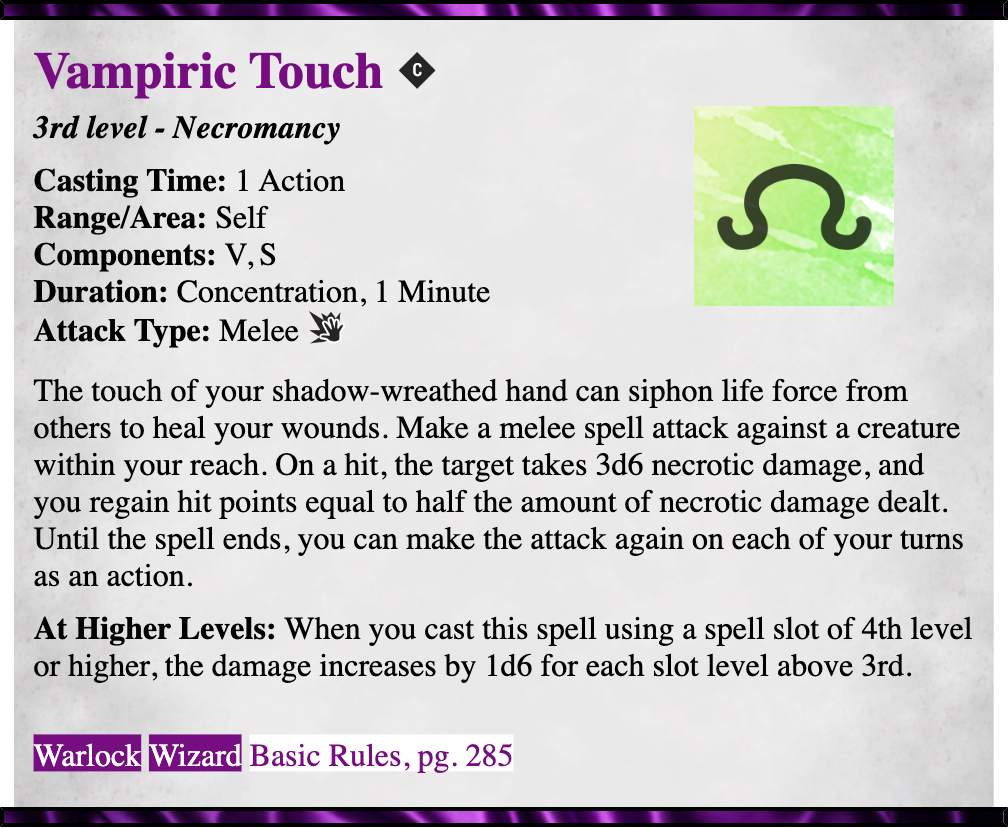 Vampiric Touch C
3rd level - Necromancy
Casting Time: 1 Action
Range/Area: Self
Components: V, S
Duration: Concentration, 1 Minute
Attack Type: Melee
The touch of your shadow-wreathed hand can siphon life force from
others to heal your wounds. Make a melee spell attack against a creature
within your reach. On a hit, the target takes 3d6 necrotic damage, and
you regain hit points equal to half the amount of necrotic damage dealt.
Until the spell ends, you can make the attack again on each of your turns
as an action.
At Higher Levels: When you cast this spell using a spell slot of 4th level
or higher, the damage increases by 1d6 for each slot level above 3rd.
Warlock Wizard Basic Rules, pg. 285